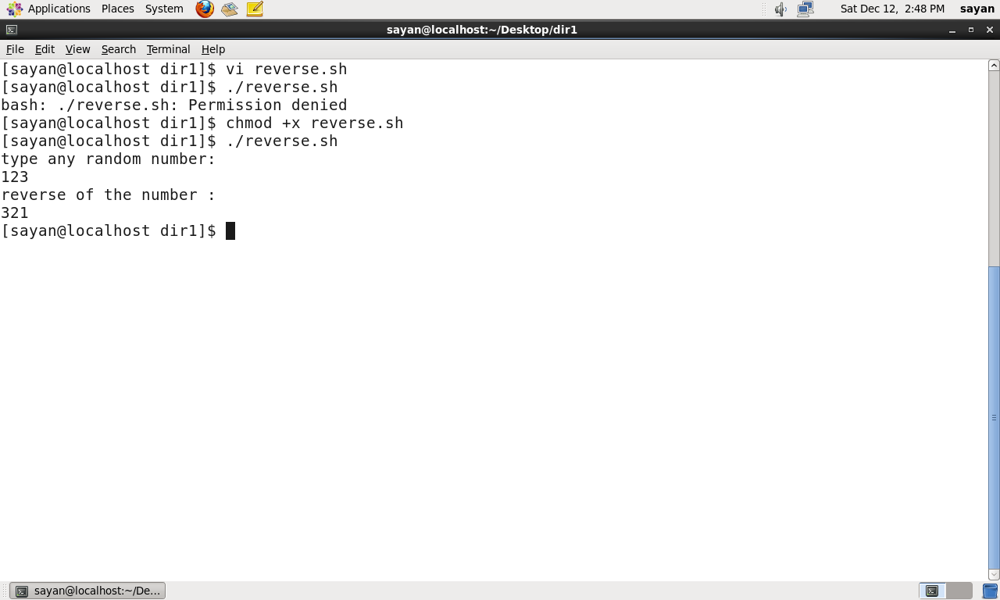 Applications Places System Sat Dec 12, 2:48 PM sayan
sayan@localhost:~/Desktop/dir1
File Edit View Search Terminal Help
[sayan@localhost dir1]$ vi reverse.sh
[sayan@localhost dir1]$ ./reverse.sh
bash: ./reverse.sh: Permission denied
[sayan@localhost dir1]$ chmod +x reverse.sh
[sayan@localhost dir1]$ ./reverse.sh
type any random number:
123
reverse of the number :
321
[sayan@localhost dir1]$
sayan@localhost:~/De...